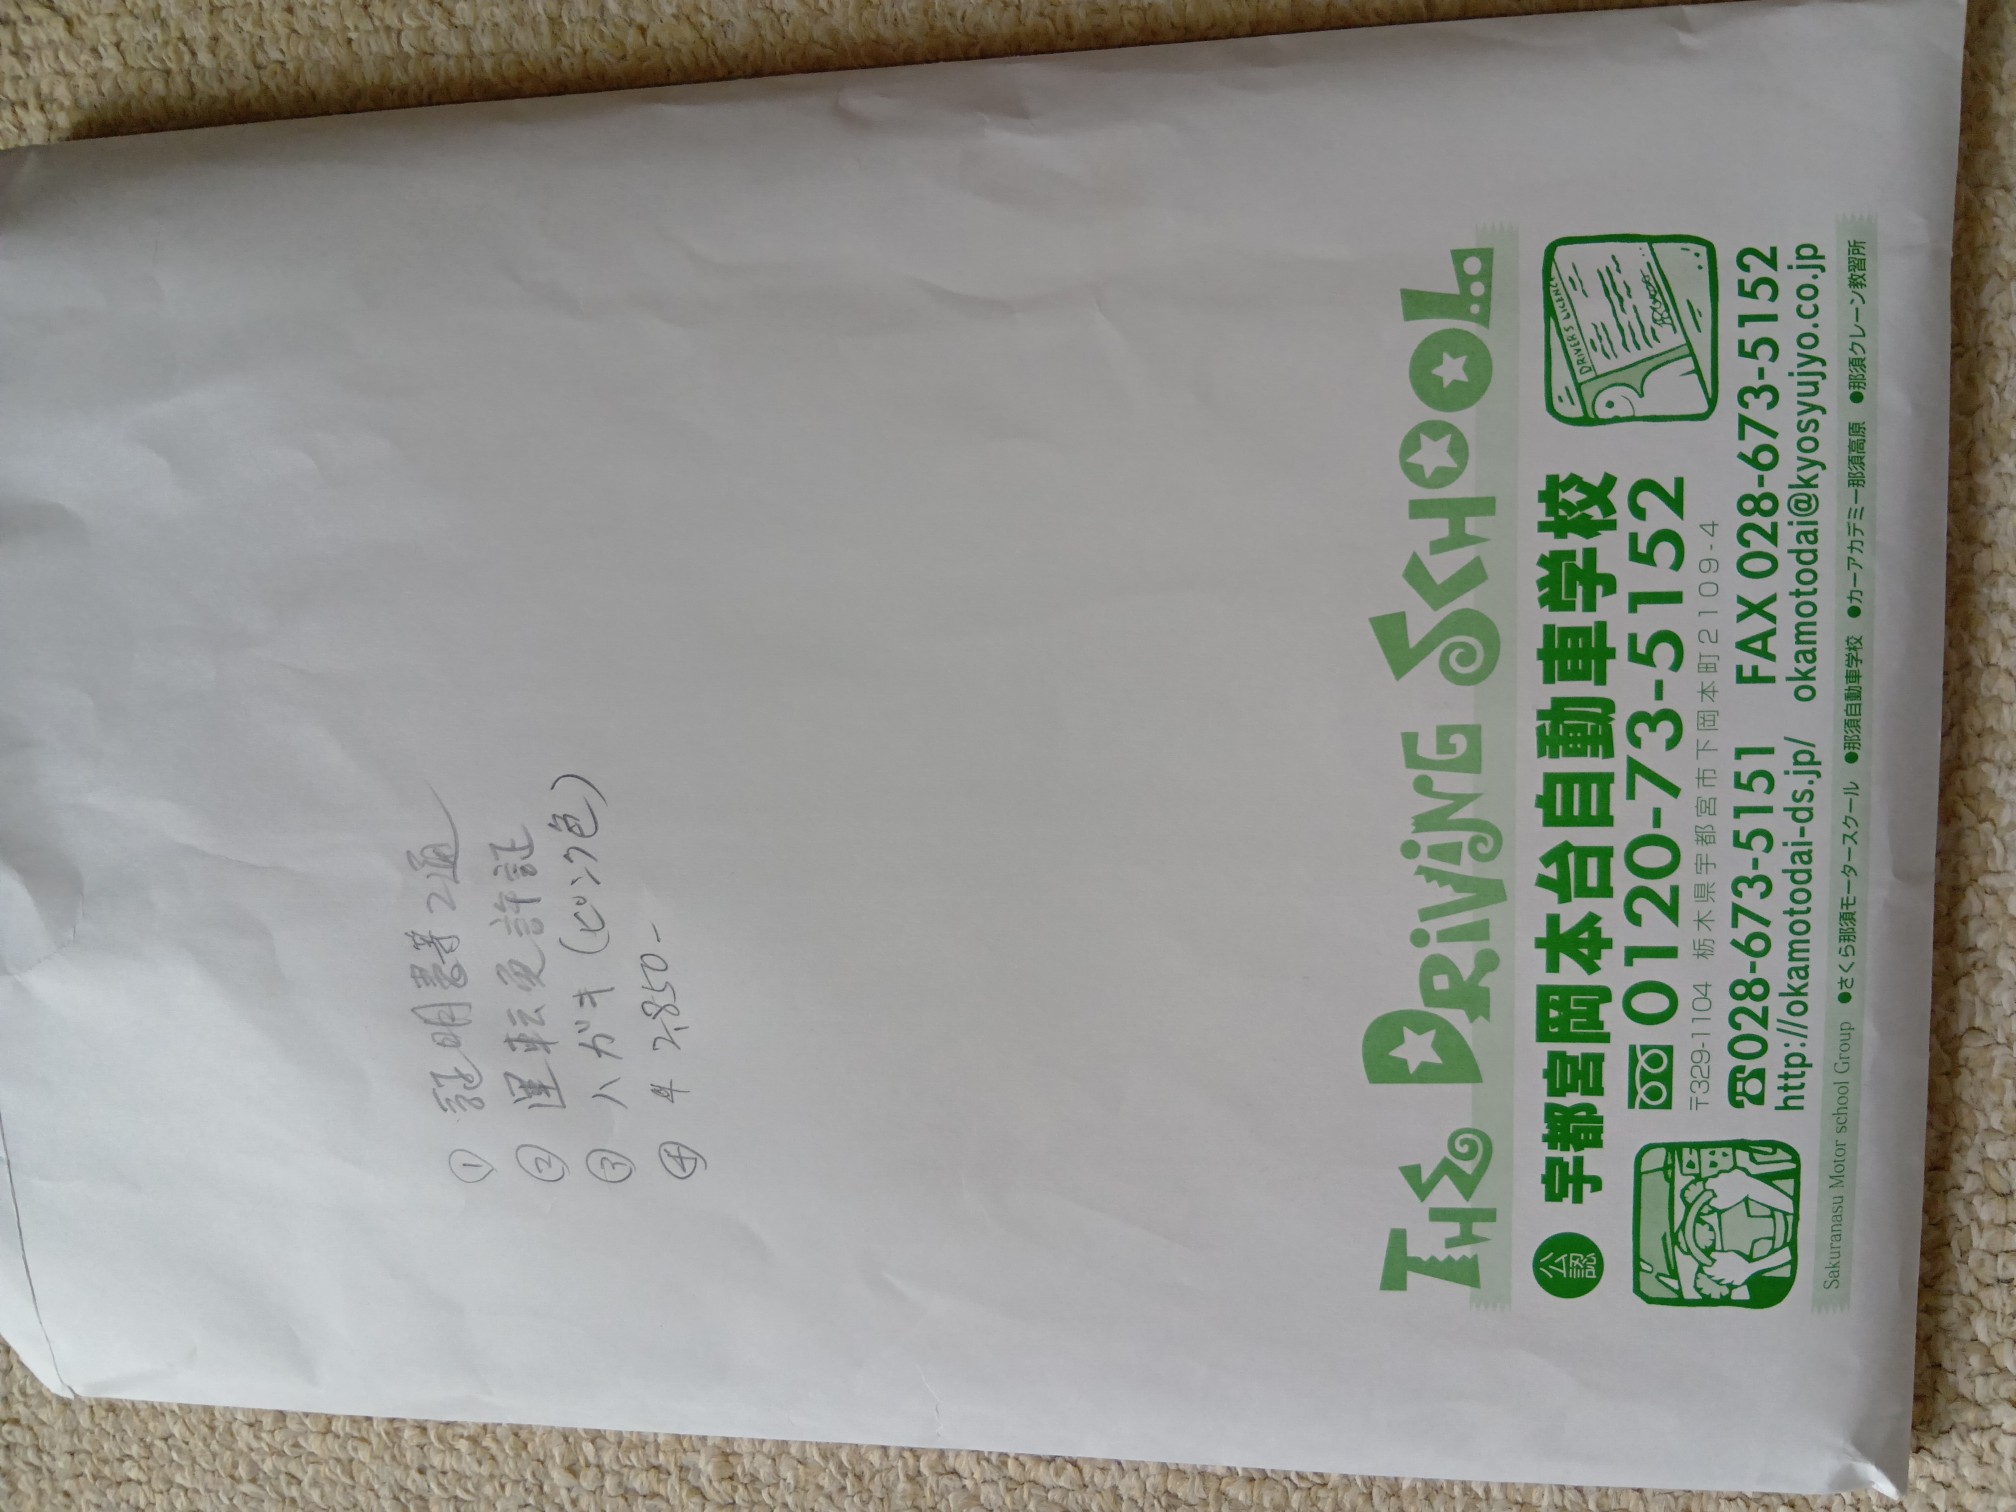 ① 証明書等2通
② 運転免許証
③ ハガキ(ピンク色)
④ ¥2,850-
THE DRIVING SCHOOL...
公認 宇都宮岡本台自動車学校
0120-73-5152
〒329-1104 栃木県宇都宮市下岡本町2109-4
☎028-673-5151 FAX 028-673-5152
http://okamotodai-ds.jp/ okamotodai@kyosyujyo.co.jp
Sakuranasu Motor school Group ●さくら那須モータースクール ●那須自動車学校 ●カーアカデミー那須高原 ●那須クレーン教習所
DRIVER'S LICENCE